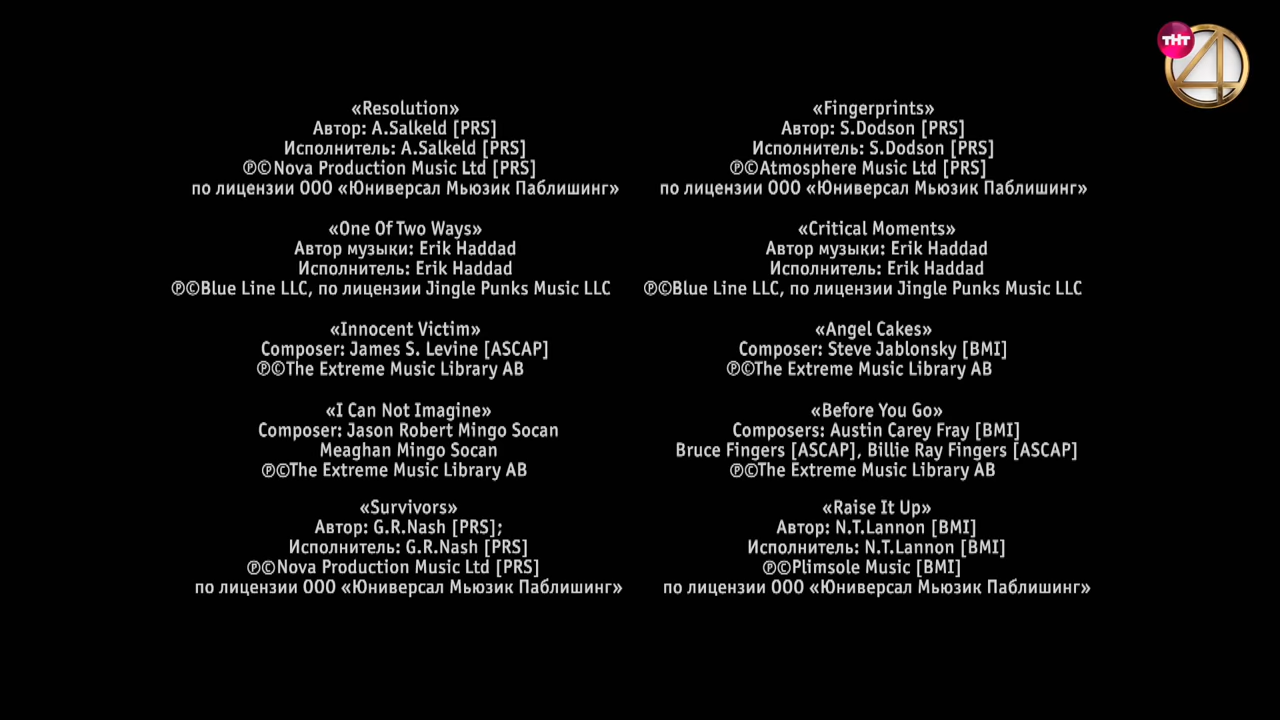 ТНТ
4
«Resolution»
Автор: A.Salkeld [PRS]
Исполнитель: A.Salkeld [PRS]
℗©Nova Production Music Ltd [PRS]
по лицензии ООО «Юниверсал Мьюзик Паблишинг»
«Fingerprints»
Автор: S.Dodson [PRS]
Исполнитель: S.Dodson [PRS]
℗©Atmosphere Music Ltd [PRS]
по лицензии ООО «Юниверсал Мьюзик Паблишинг»
«One Of Two Ways»
Автор музыки: Erik Haddad
Исполнитель: Erik Haddad
℗©Blue Line LLC, по лицензии Jingle Punks Music LLC
«Critical Moments»
Автор музыки: Erik Haddad
Исполнитель: Erik Haddad
℗©Blue Line LLC, по лицензии Jingle Punks Music LLC
«Innocent Victim»
Composer: James S. Levine [ASCAP]
℗©The Extreme Music Library AB
«Angel Cakes»
Composer: Steve Jablonsky [BMI]
℗©The Extreme Music Library AB
«I Can Not Imagine»
Composer: Jason Robert Mingo Socan
Meaghan Mingo Socan
℗©The Extreme Music Library AB
«Before You Go»
Composers: Austin Carey Fray [BMI]
Bruce Fingers [ASCAP], Billie Ray Fingers [ASCAP]
℗©The Extreme Music Library AB
«Survivors»
Автор: G.R.Nash [PRS];
Исполнитель: G.R.Nash [PRS]
℗©Nova Production Music Ltd [PRS]
по лицензии ООО «Юниверсал Мьюзик Паблишинг»
«Raise It Up»
Автор: N.T.Lannon [BMI]
Исполнитель: N.T.Lannon [BMI]
℗©Plimsole Music [BMI]
по лицензии ООО «Юниверсал Мьюзик Паблишинг»